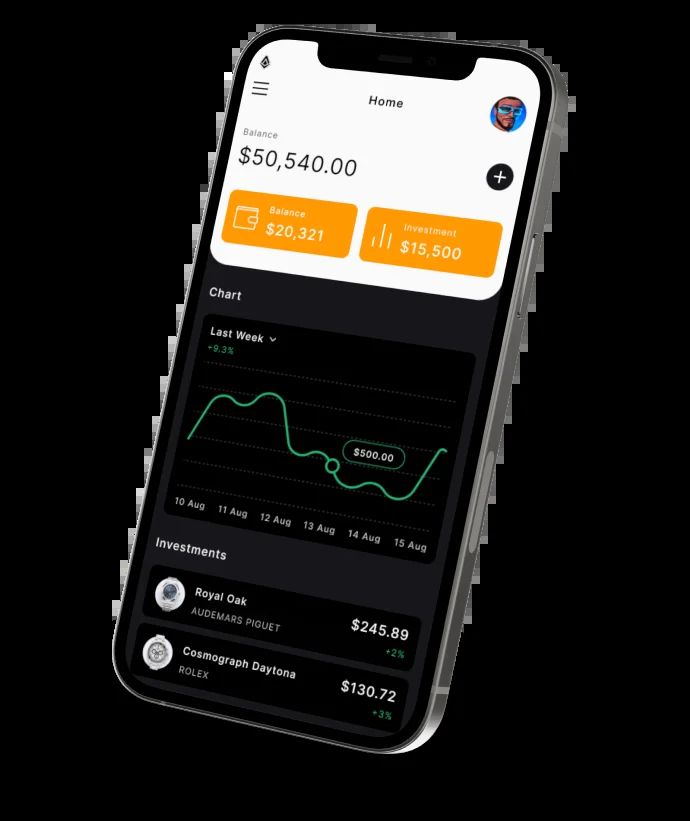 Home
Balance
$50,540.00
Balance
$20,321
Investment
$15,500
Chart
Last Week
+9.3%
$500.00
10 Aug 11 Aug 12 Aug 13 Aug 14 Aug 15 Aug
Investments
Royal Oak
AUDEMARS PIGUET
$245.89
+2%
Cosmograph Daytona
ROLEX
$130.72
+3%